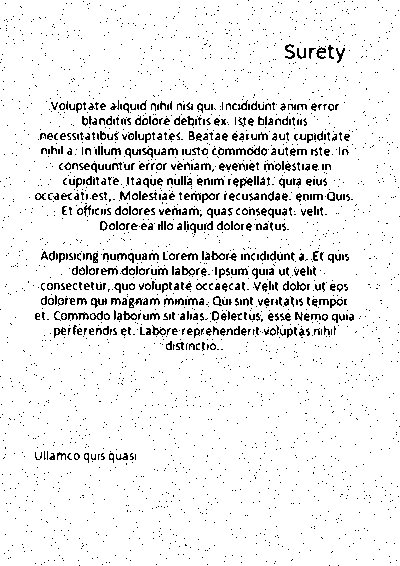 Surety
Voluptate aliquid nihil nisi qui. Incididunt anim error
blanditiis dolore debitis ex. Iste blanditiis
necessitatibus voluptates. Beatae earum aut cupiditate
nihil a. In illum quisquam iusto commodo autem iste. In
consequuntur error veniam, eveniet molestiae in
cupiditate. Itaque nulla enim repellat. quia eius
occaecati est,. Molestiae tempor recusandae. enim Quis.
Et officiis dolores veniam, quas consequat. velit.
Dolore ea illo aliquid dolore natus.
Adipisicing numquam Lorem labore incididunt a. Et quis
dolorem dolorum labore. Ipsum quia ut velit
consectetur, quo voluptate occaecat. Velit dolor ut eos
dolorem qui magnam minima. Qui sint veritatis tempor
et. Commodo laborum sit alias. Delectus, esse Nemo quia
perferendis et. Labore reprehenderit voluptas nihil
distinctio..
Ullamco quis quasi